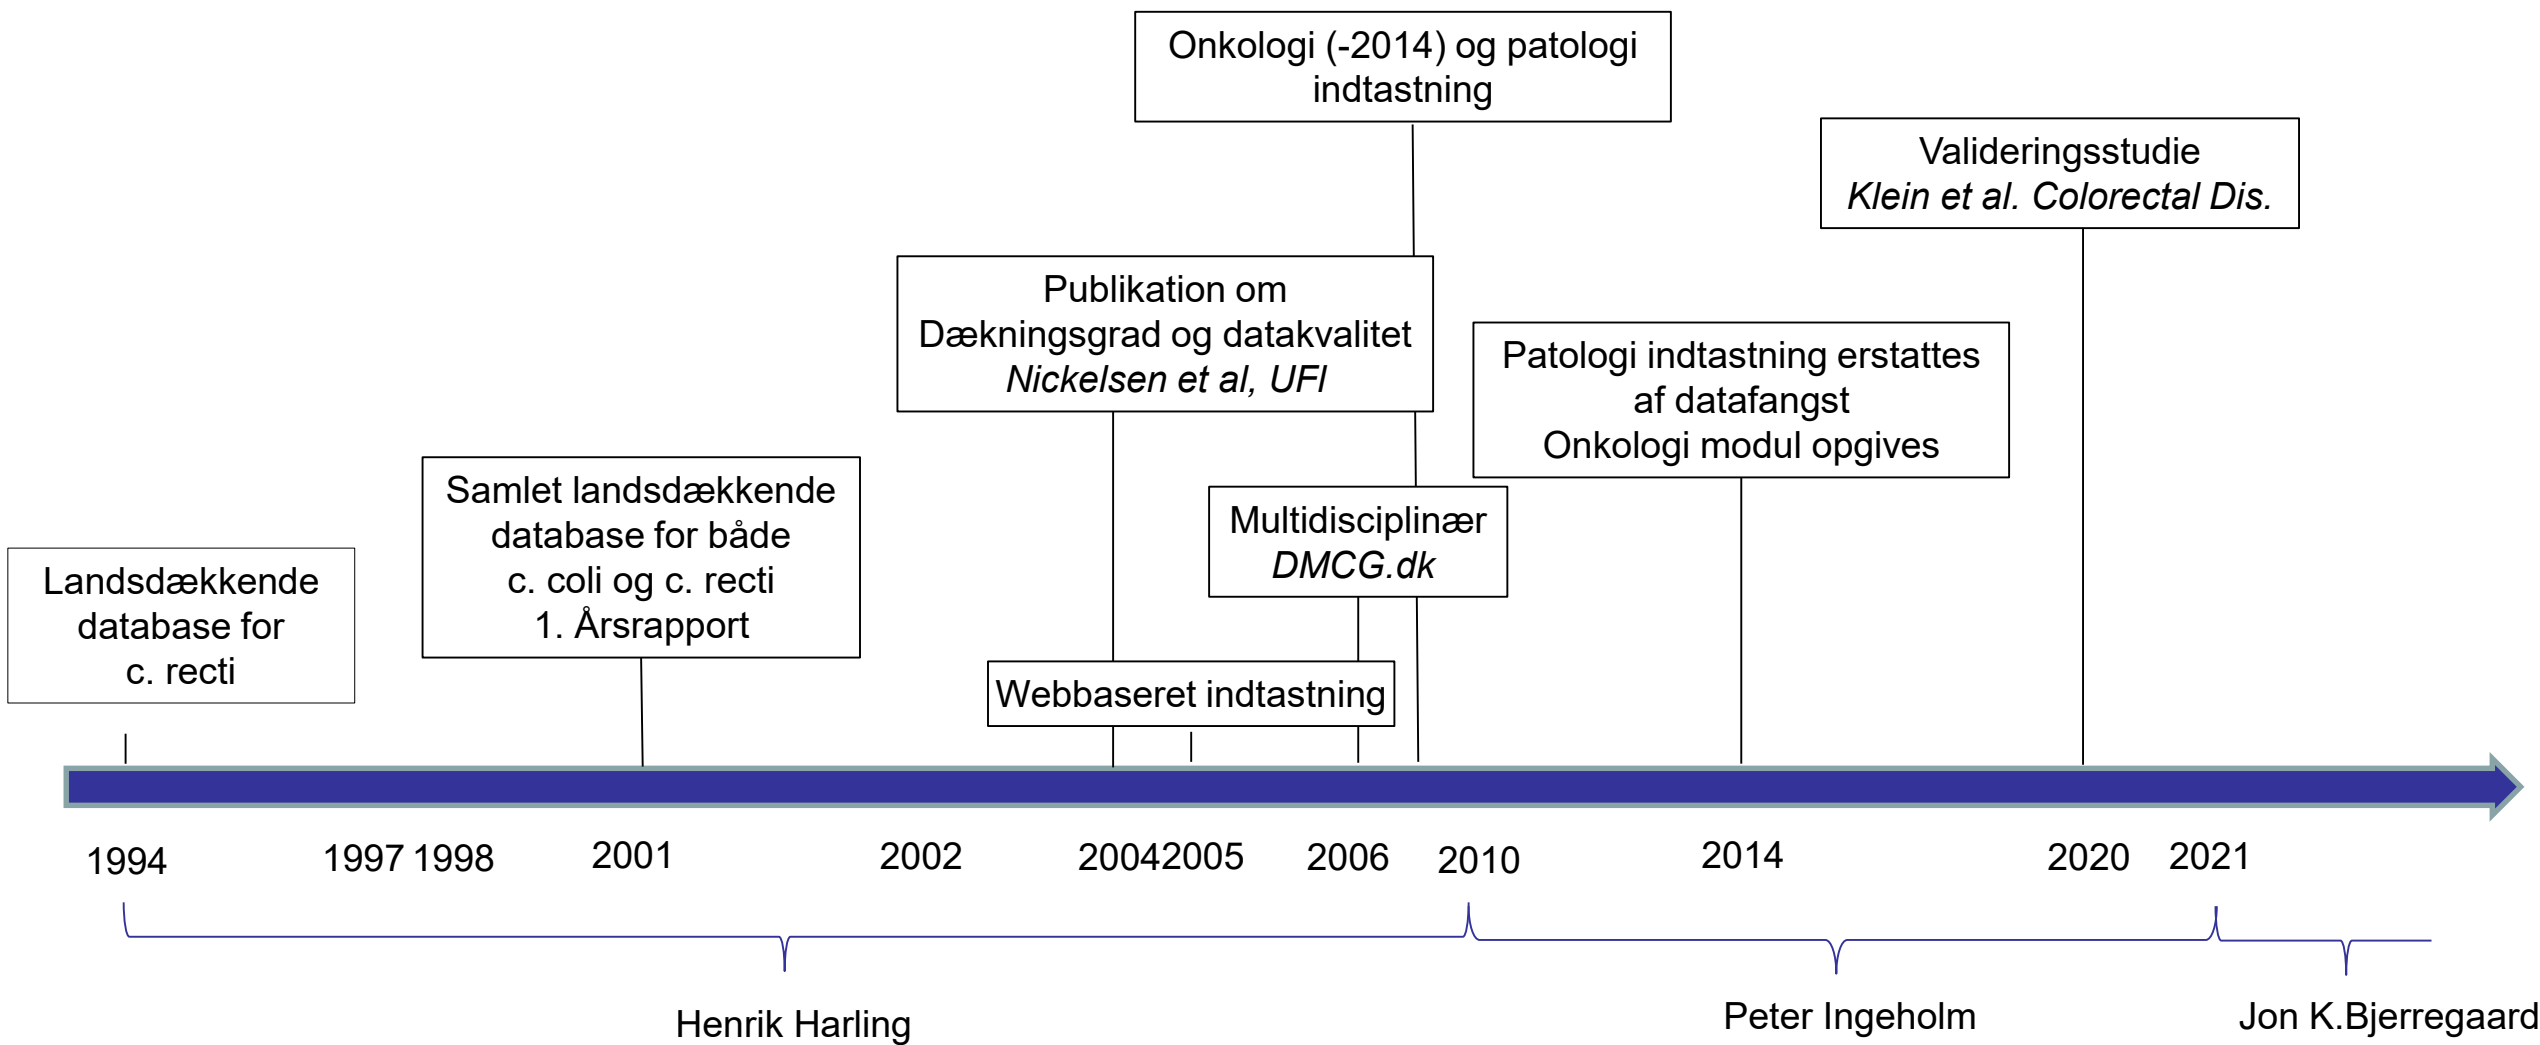 Onkologi (-2014) og patologi
indtastning
Valideringsstudie
Klein et al. Colorectal Dis.
Publikation om
Dækningsgrad og datakvalitet
Nickelsen et al, UFl
Patologi indtastning erstattes
af datafangst
Onkologi modul opgives
Samlet landsdækkende
database for både
c. coli og c. recti
1. Årsrapport
Multidisciplinær
DMCG.dk
Landsdækkende
database for
c. recti
Webbaseret indtastning
1994 1997 1998 2001 2002 2004 2005 2006 2010 2014 2020 2021
Henrik Harling Peter Ingeholm Jon K.Bjerregaard